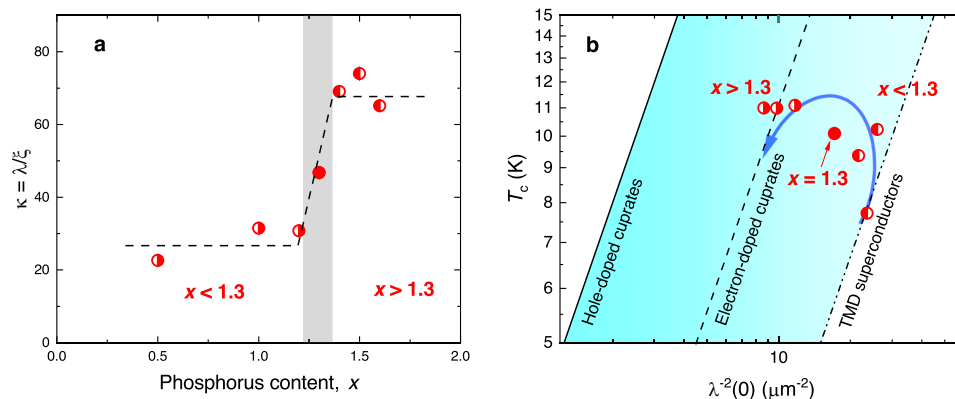 a
80
60
40
20
0
κ = λ/ξ
x < 1.3
x > 1.3
0.0 0.5 1.0 1.5 2.0
Phosphorus content, x
b
15
14
13
12
11
10
9
8
7
6
5
T_c (K)
x > 1.3
x < 1.3
x = 1.3
Hole-doped cuprates
Electron-doped cuprates
TMD superconductors
10
λ⁻²(0) (μm⁻²)